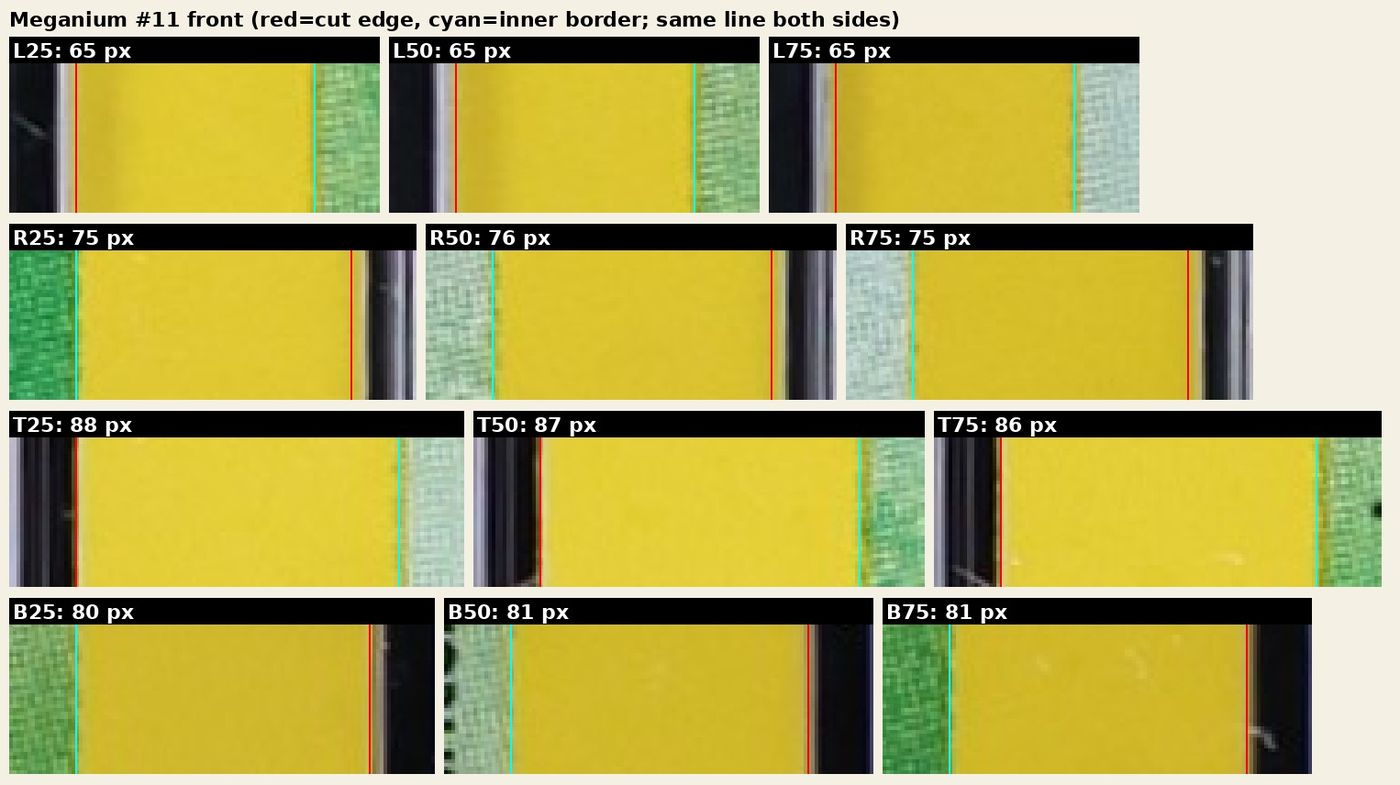 Meganium #11 front (red=cut edge, cyan=inner border; same line both sides)
L25: 65 px
L50: 65 px
L75: 65 px
R25: 75 px
R50: 76 px
R75: 75 px
T25: 88 px
T50: 87 px
T75: 86 px
B25: 80 px
B50: 81 px
B75: 81 px